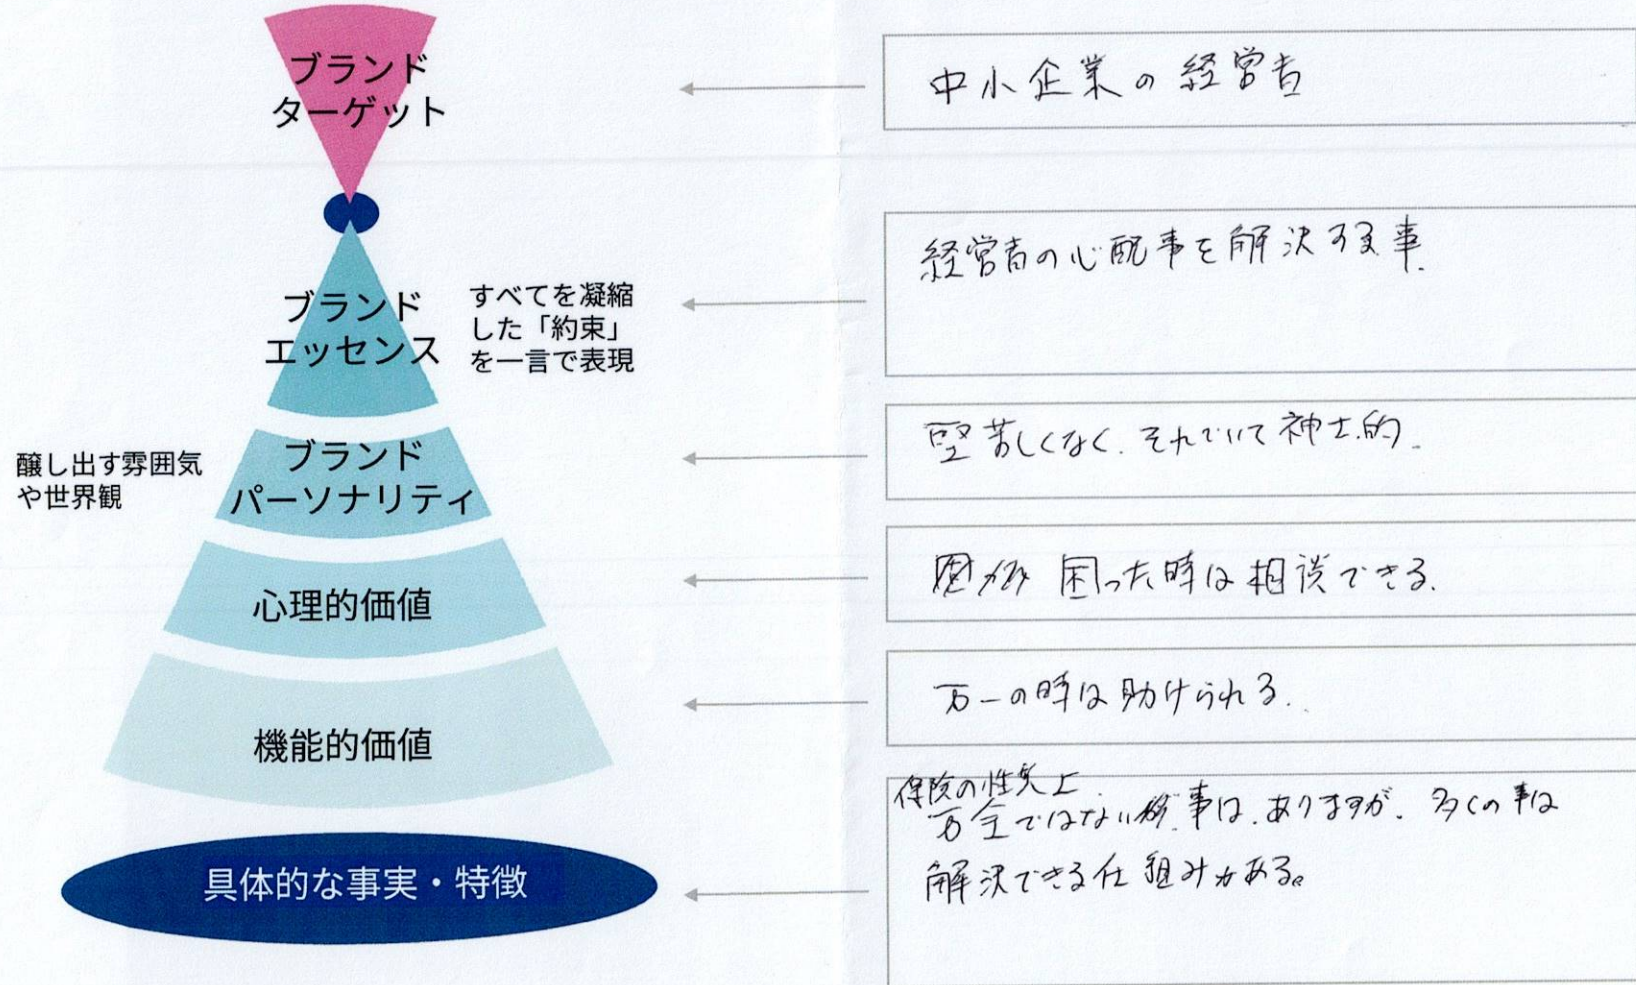 ブランド
ターゲット
中小企業の経営者
ブランド
エッセンス
すべてを凝縮
した「約束」
を一言で表現
経営者の心配事を解決する事.
醸し出す雰囲気
や世界観
ブランド
パーソナリティ
堅苦しくなく、それでいて神士的.
心理的価値
困った時は相談できる.
機能的価値
万一の時は助けられる.
具体的な事実・特徴
保険の性質上.
万全ではない事は、ありますが、多くの事は
解決できる仕組みがある。